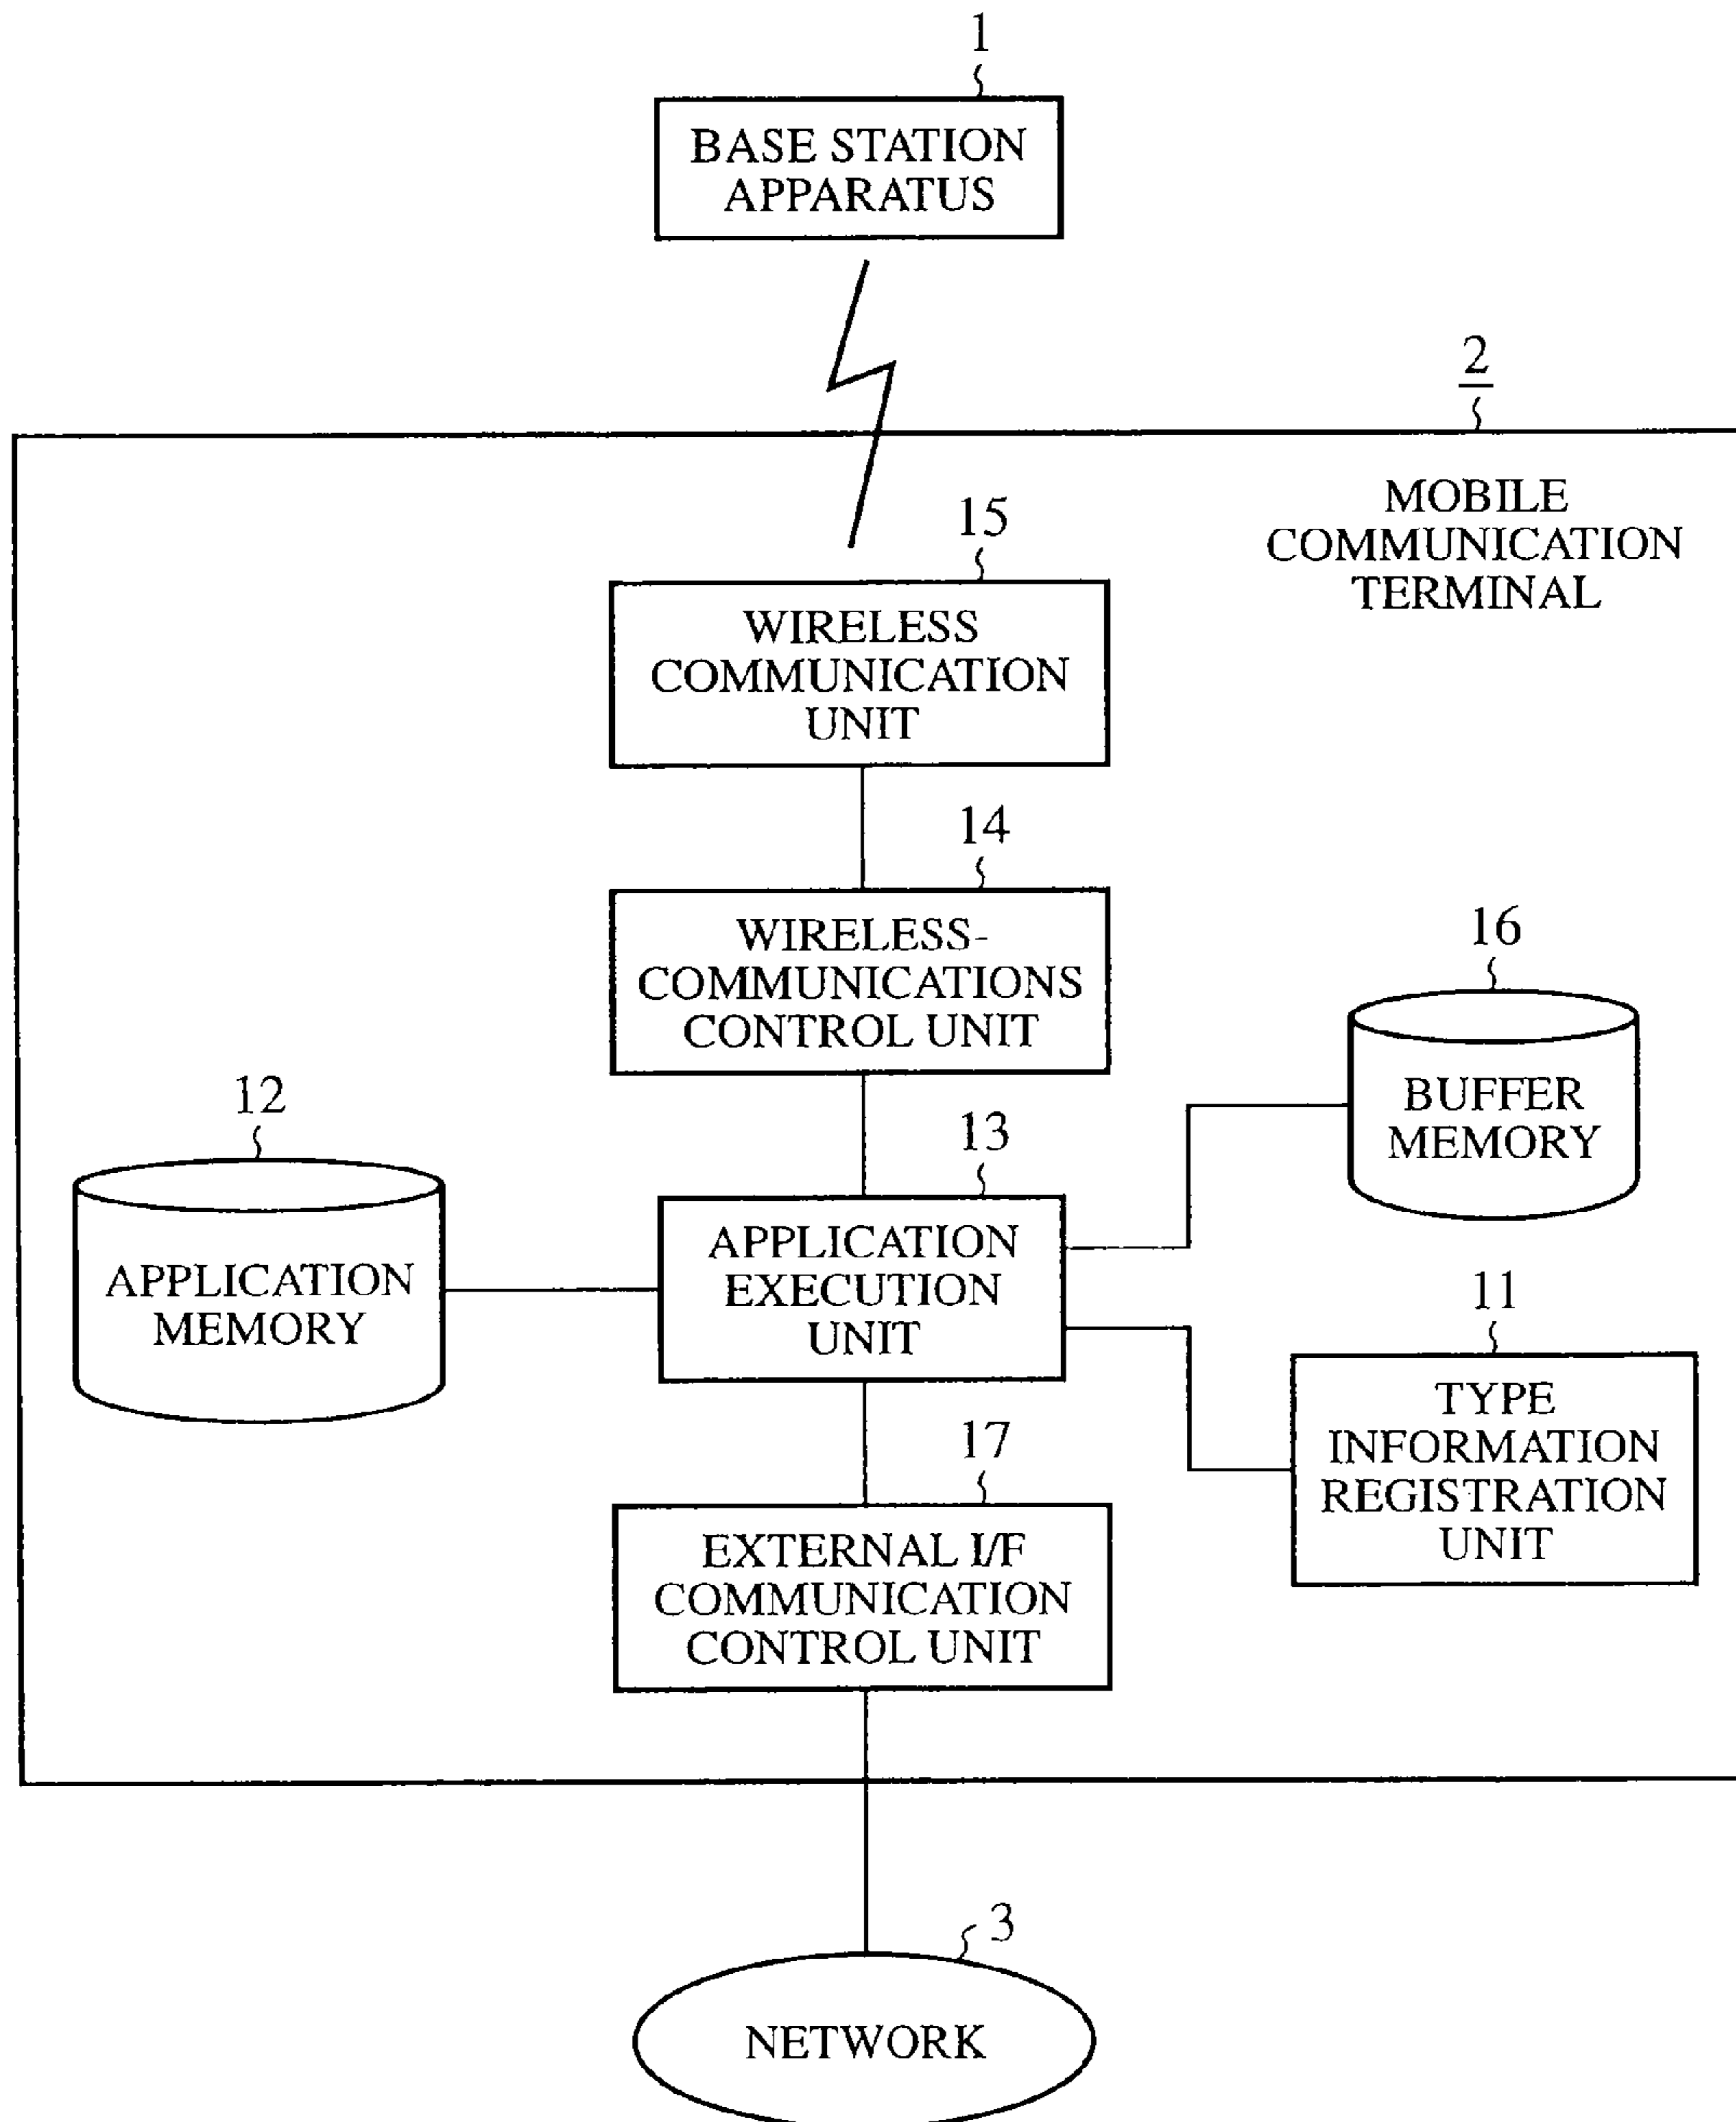 1
BASE STATION
APPARATUS
2
MOBILE
COMMUNICATION
TERMINAL
15
WIRELESS
COMMUNICATION
UNIT
14
WIRELESS-
COMMUNICATIONS
CONTROL UNIT
16
BUFFER
MEMORY
12
APPLICATION
MEMORY
13
APPLICATION
EXECUTION
UNIT
11
TYPE
INFORMATION
REGISTRATION
UNIT
17
EXTERNAL I/F
COMMUNICATION
CONTROL UNIT
3
NETWORK